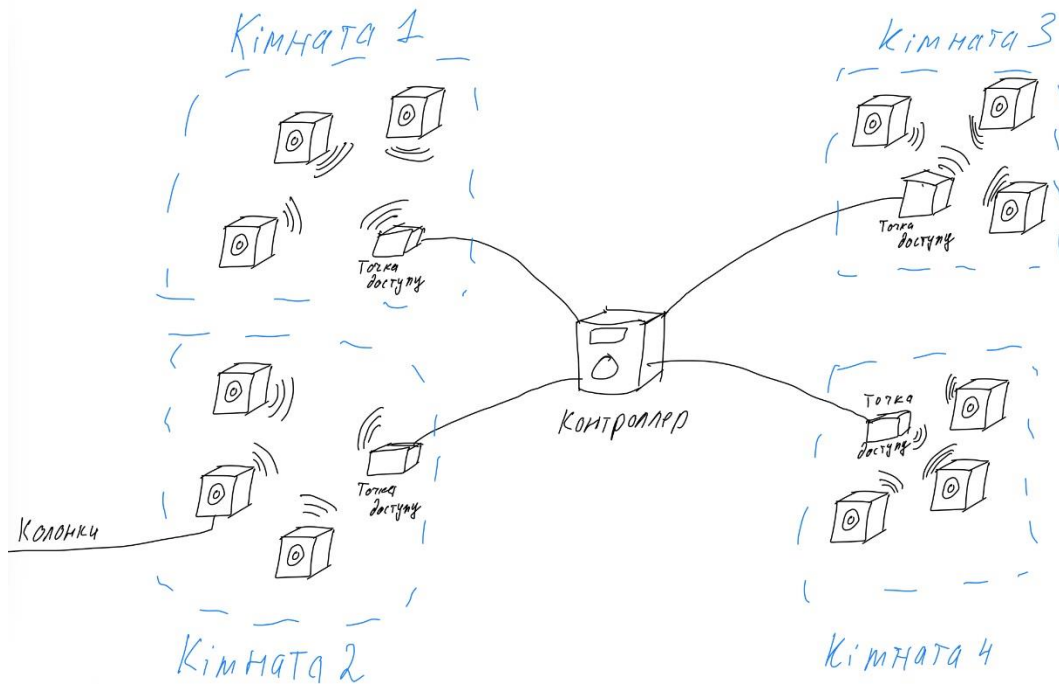 Кімната 1
Кімната 3
Точка
доступу
Точка
доступу
Контроллер
Точка
доступу
Точка
доступу
Колонки
Кімната 2
Кімната 4